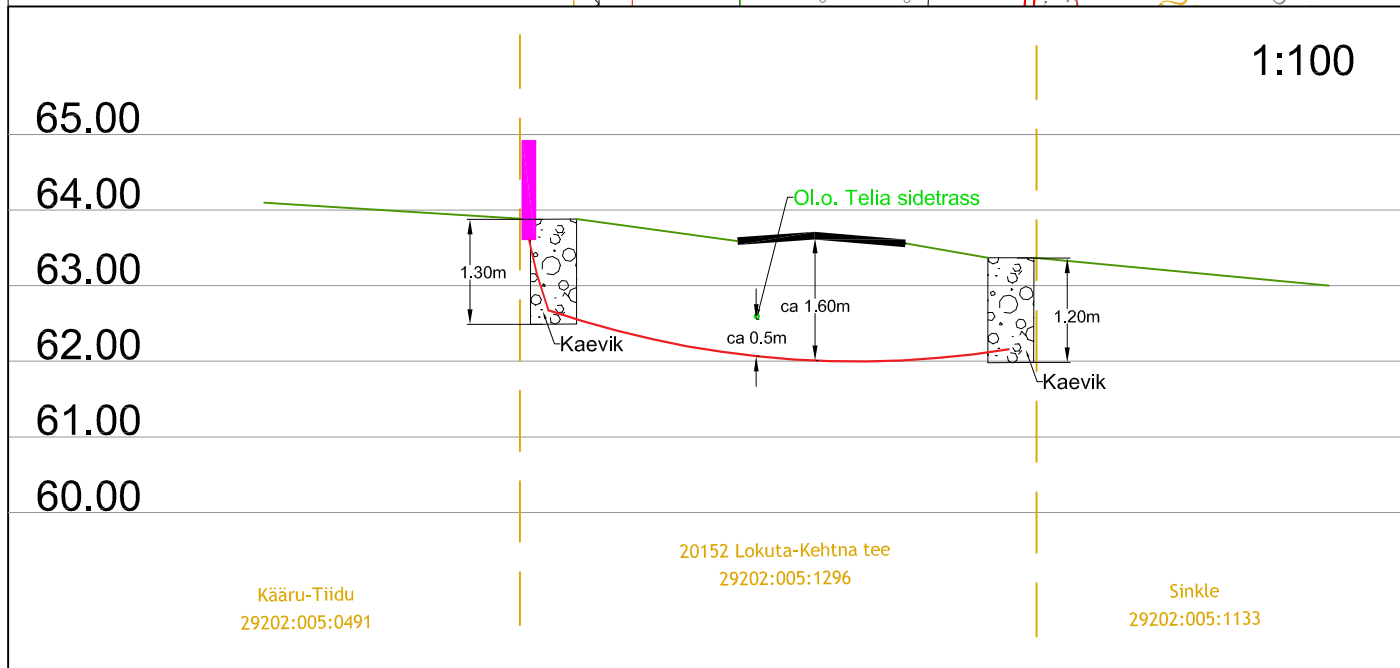 1:100
65.00
64.00
Ol.o. Telia sidetrass
63.00
1.30m
ca 1.60m
1.20m
ca 0.5m
Kaevik
62.00
Kaevik
61.00
60.00
20152 Lokuta-Kehtna tee
29202:005:1296
Kääru-Tiidu
29202:005:0491
Sinkle
29202:005:1133